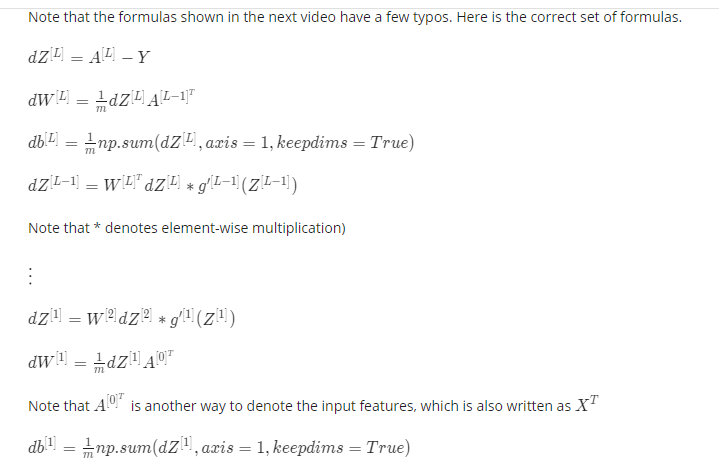 Note that the formulas shown in the next video have a few typos. Here is the correct set of formulas.
dZ^{[L]} = A^{[L]} − Y
dW^{[L]} = \frac{1}{m} dZ^{[L]} A^{[L−1]^T}
db^{[L]} = \frac{1}{m} np.sum(dZ^{[L]}, axis = 1, keepdims = True)
dZ^{[L−1]} = W^{[L]^T} dZ^{[L]} * g'^{[L−1]}(Z^{[L−1]})
Note that * denotes element-wise multiplication)
⋮
dZ^{[1]} = W^{[2]} dZ^{[2]} * g'^{[1]}(Z^{[1]})
dW^{[1]} = \frac{1}{m} dZ^{[1]} A^{[0]^T}
Note that A^{[0]^T} is another way to denote the input features, which is also written as X^T
db^{[1]} = \frac{1}{m} np.sum(dZ^{[1]}, axis = 1, keepdims = True)